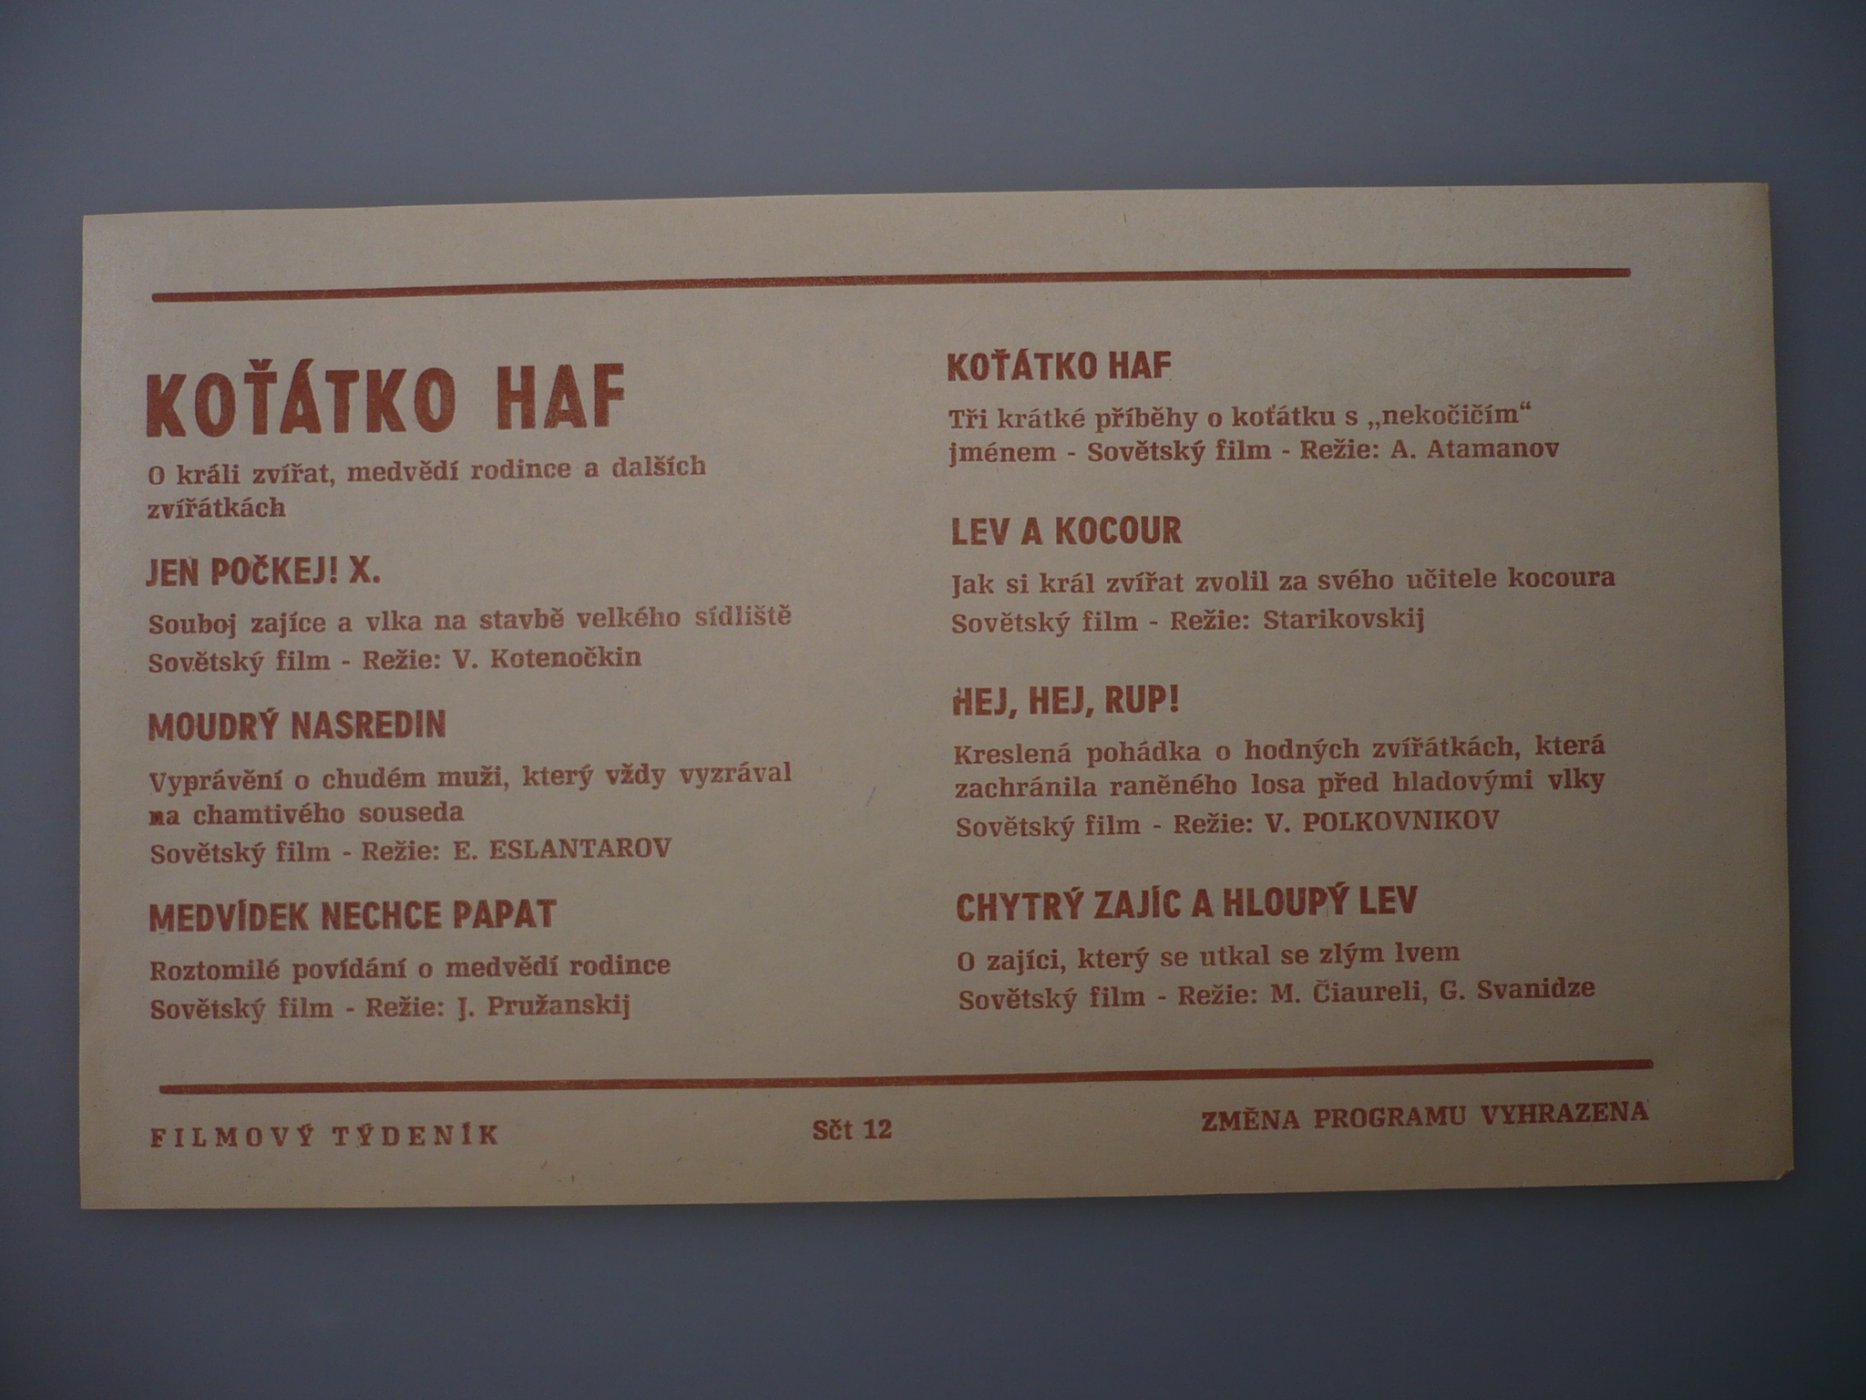 KOŤÁTKO HAF
O králi zvířat, medvědí rodince a dalších
zvířátkách
JEN POČKEJ! X.
Souboj zajíce a vlka na stavbě velkého sídliště
Sovětský film - Režie: V. Kotenočkin
MOUDRÝ NASREDIN
Vyprávění o chudém muži, který vždy vyzrával
na chamtivého souseda
Sovětský film - Režie: E. ESLANTAROV
MEDVÍDEK NECHCE PAPAT
Roztomilé povídání o medvědí rodince
Sovětský film - Režie: J. Pružanskij
KOŤÁTKO HAF
Tři krátké příběhy o koťátku s „nekočičím“
jménem - Sovětský film - Režie: A. Atamanov
LEV A KOCOUR
Jak si král zvířat zvolil za svého učitele kocoura
Sovětský film - Režie: Starikovskij
HEJ, HEJ, RUP!
Kreslená pohádka o hodných zvířátkách, která
zachránila raněného losa před hladovými vlky
Sovětský film - Režie: V. POLKOVNIKOV
CHYTRÝ ZAJÍC A HLOUPÝ LEV
O zajíci, který se utkal se zlým lvem
Sovětský film - Režie: M. Čiaureli, G. Svanidze
FILMOVÝ TÝDENÍK
Sčt 12
ZMĚNA PROGRAMU VYHRAZENA